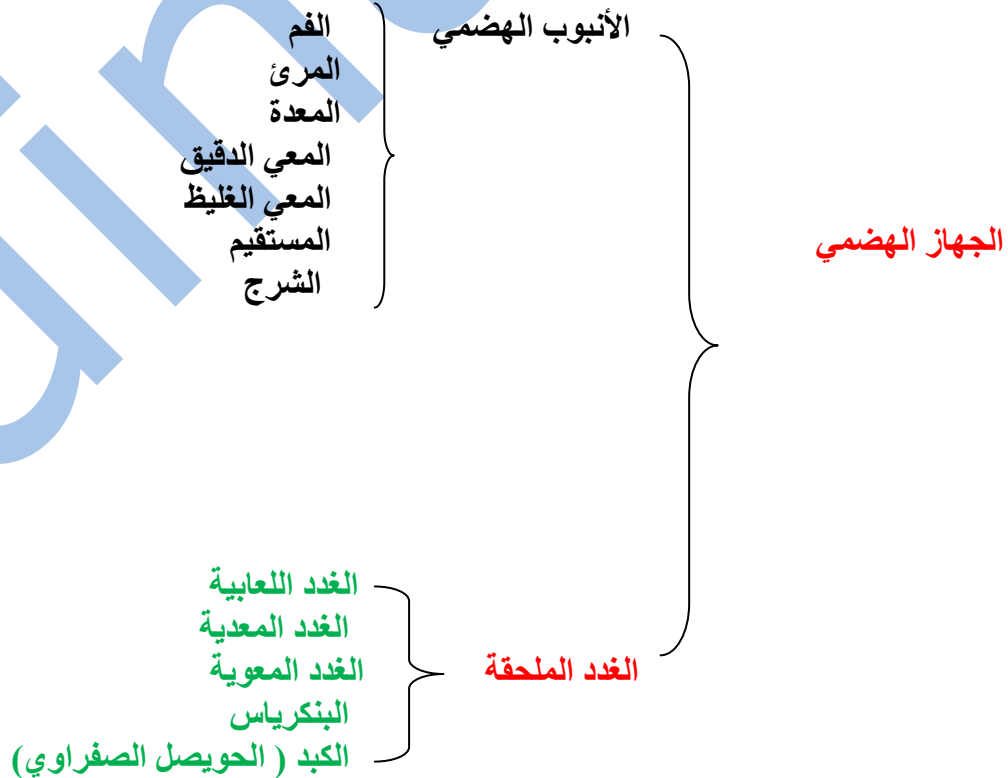 الجهاز الهضمي
الأنبوب الهضمي
الفم
المرئ
المعدة
المعي الدقيق
المعي الغليظ
المستقيم
الشرج
الغدد الملحقة
الغدد اللعابية
الغدد المعدية
الغدد المعوية
البنكرياس
الكبد ( الحويصل الصفراوي)